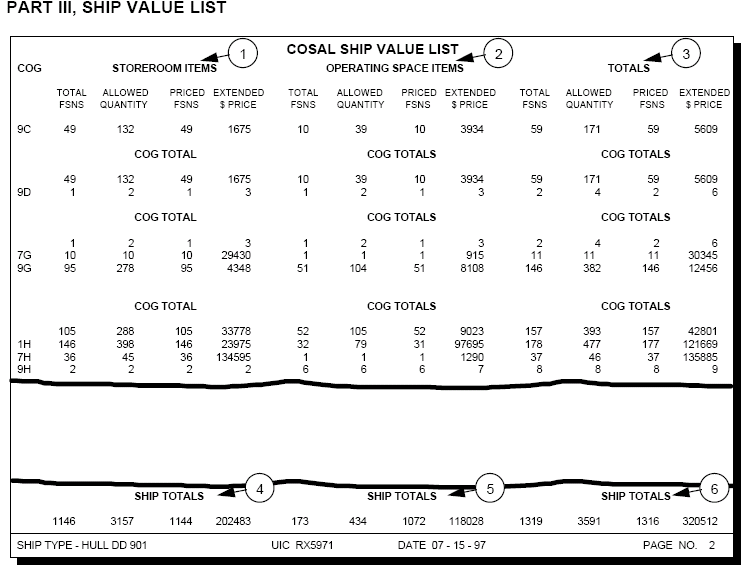 PART III, SHIP VALUE LIST
COSAL SHIP VALUE LIST
1 2 3
COG STOREROOM ITEMS OPERATING SPACE ITEMS TOTALS
TOTAL ALLOWED PRICED EXTENDED TOTAL ALLOWED PRICED EXTENDED TOTAL ALLOWED PRICED EXTENDED
FSNS QUANTITY FSNS $ PRICE FSNS QUANTITY FSNS $ PRICE FSNS QUANTITY FSNS $ PRICE
9C 49 132 49 1675 10 39 10 3934 59 171 59 5609
COG TOTAL COG TOTALS COG TOTALS
49 132 49 1675 10 39 10 3934 59 171 59 5609
9D 1 2 1 3 1 2 1 3 2 4 2 6
COG TOTAL COG TOTALS COG TOTALS
1 2 1 3 1 2 1 3 2 4 2 6
7G 10 10 10 29430 1 1 1 915 11 11 11 30345
9G 95 278 95 4348 51 104 51 8108 146 382 146 12456
COG TOTAL COG TOTALS COG TOTALS
105 288 105 33778 52 105 52 9023 157 393 157 42801
1H 146 398 146 23975 32 79 31 97695 178 477 177 121669
7H 36 45 36 134595 1 1 1 1290 37 46 37 135885
9H 2 2 2 2 6 6 6 7 8 8 8 9
SHIP TOTALS 4 SHIP TOTALS 5 SHIP TOTALS 6
1146 3157 1144 202483 173 434 1072 118028 1319 3591 1316 320512
SHIP TYPE - HULL DD 901 UIC RX5971 DATE 07 - 15 - 97 PAGE NO. 2